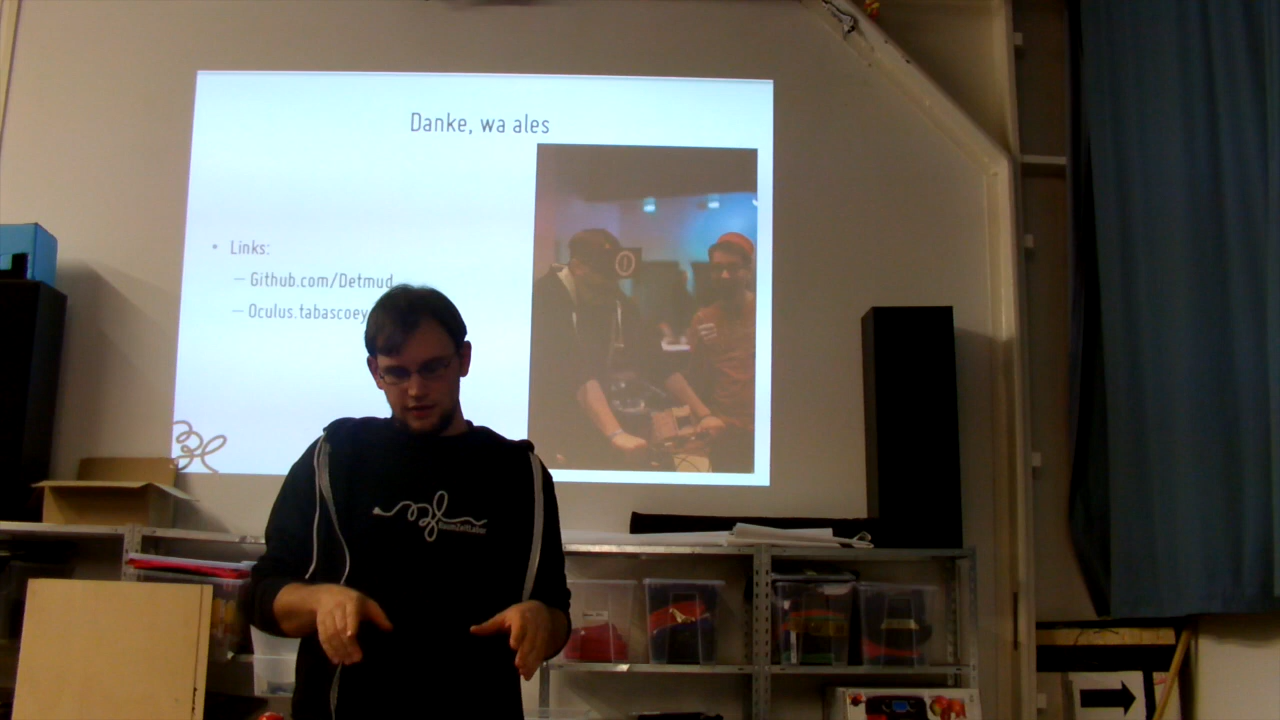 Danke, wa ales
• Links:
– Github.com/Detmud
– Oculus.tabascoey
RaumZeitLabor